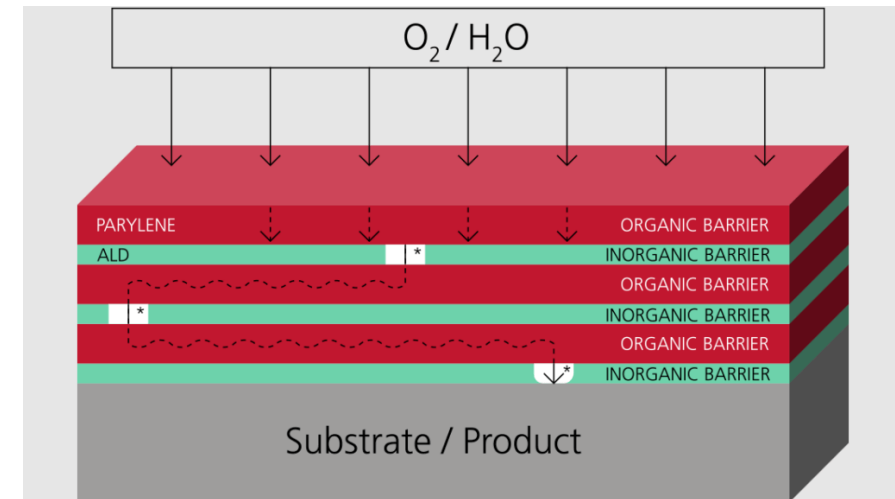 O₂ / H₂O
PARYLENE ORGANIC BARRIER
* 
ALD INORGANIC BARRIER
ORGANIC BARRIER
* INORGANIC BARRIER
ORGANIC BARRIER
* INORGANIC BARRIER
Substrate / Product